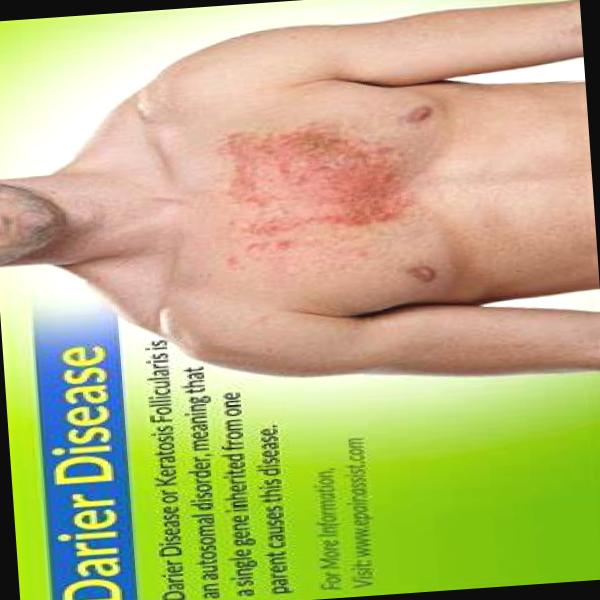 Darier Disease
Darier Disease or Keratosis Follicularis is
an autosomal disorder, meaning that
a single gene inherited from one
parent causes this disease.
For More Information,
Visit: www.epainassist.com